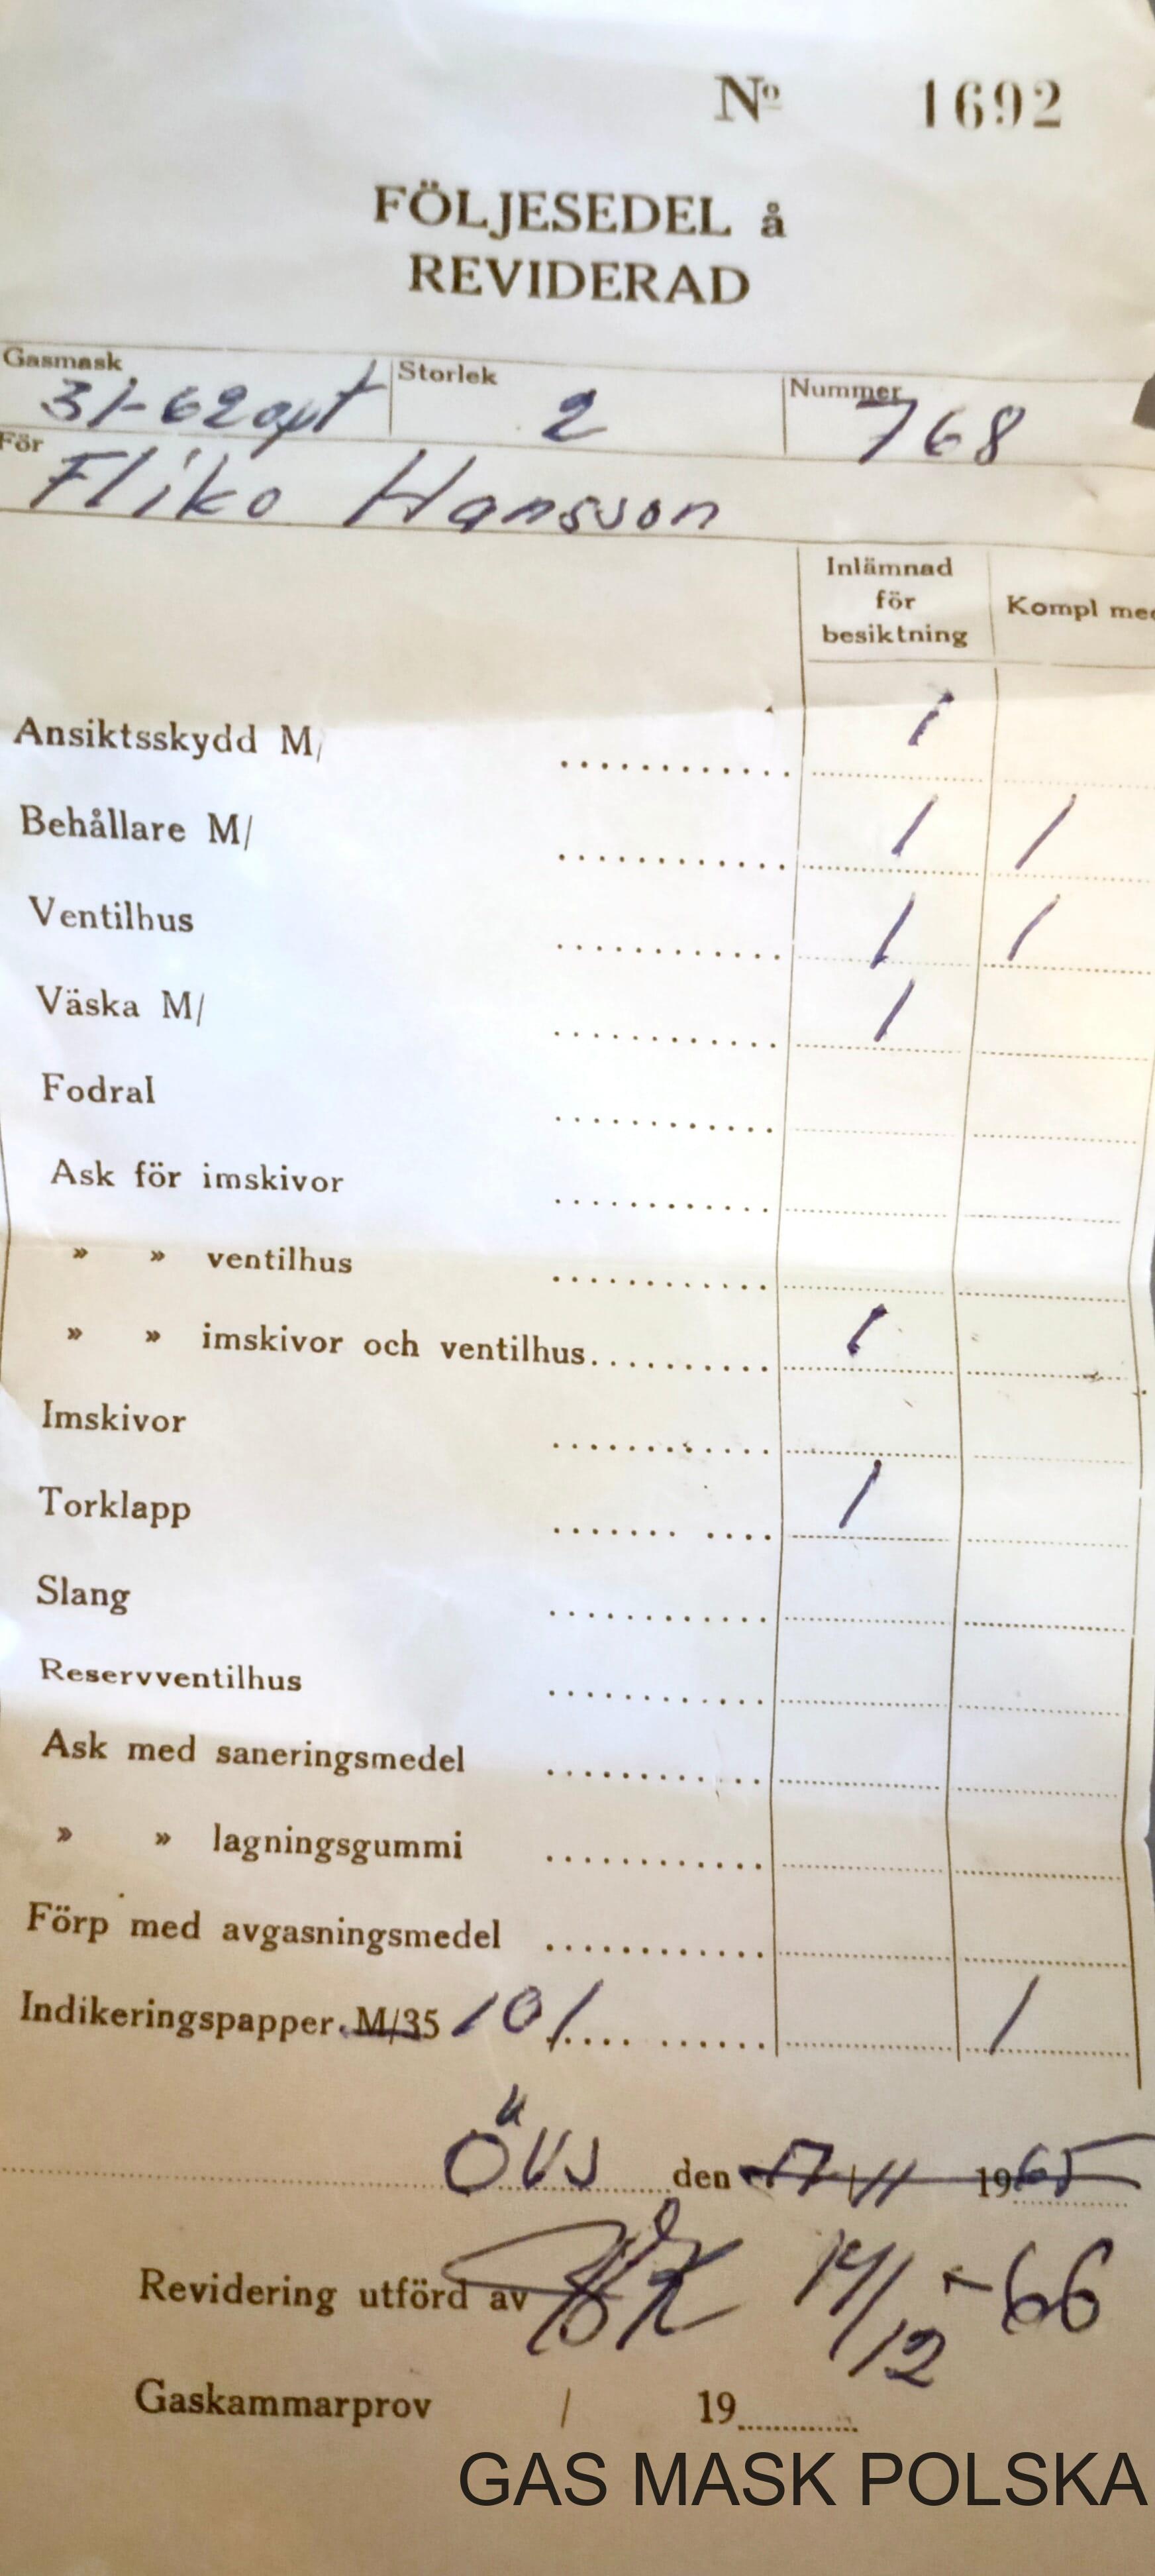 Nº 1692
FÖLJESEDEL å
REVIDERAD
Gasmask Storlek Nummer
31-62apt 2 768
För
Fliko Hansson
Inlämnad
för
besiktning
Kompl med
Ansiktsskydd M/ ............ 1
Behållare M/ ............ 1 1
Ventilhus ............ 1 1
Väska M/ ............ 1
Fodral ............
Ask för imskivor ............
» » ventilhus ............
» » imskivor och ventilhus.......... 1
Imskivor ............
Torklapp ....... .... 1
Slang ............
Reservventilhus ............
Ask med saneringsmedel ............
» » lagningsgummi ............
Förp med avgasningsmedel ............
Indikeringspapper M/35 101 .... ...... 1
ÖVJ den 17/11 1965
Revidering utförd av 14/12 -66
Gaskammarprov / 19
GAS MASK POLSKA